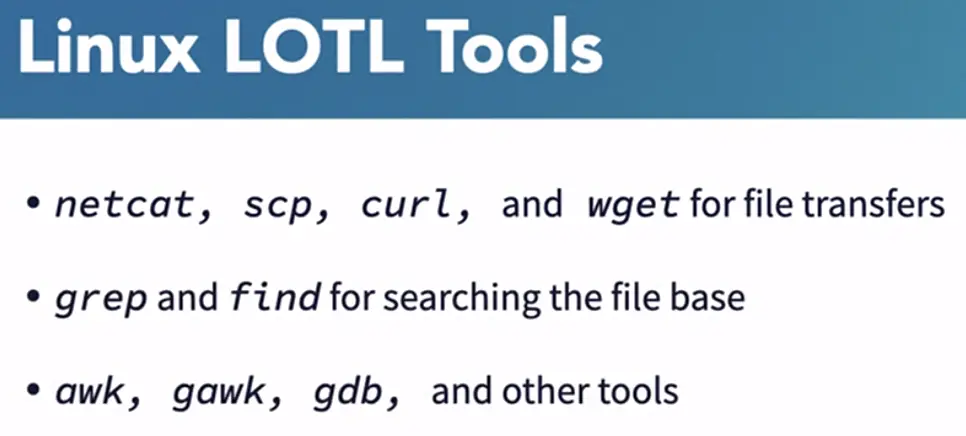 Linux LOTL Tools
• netcat, scp, curl, and wget for file transfers
• grep and find for searching the file base
• awk, gawk, gdb, and other tools